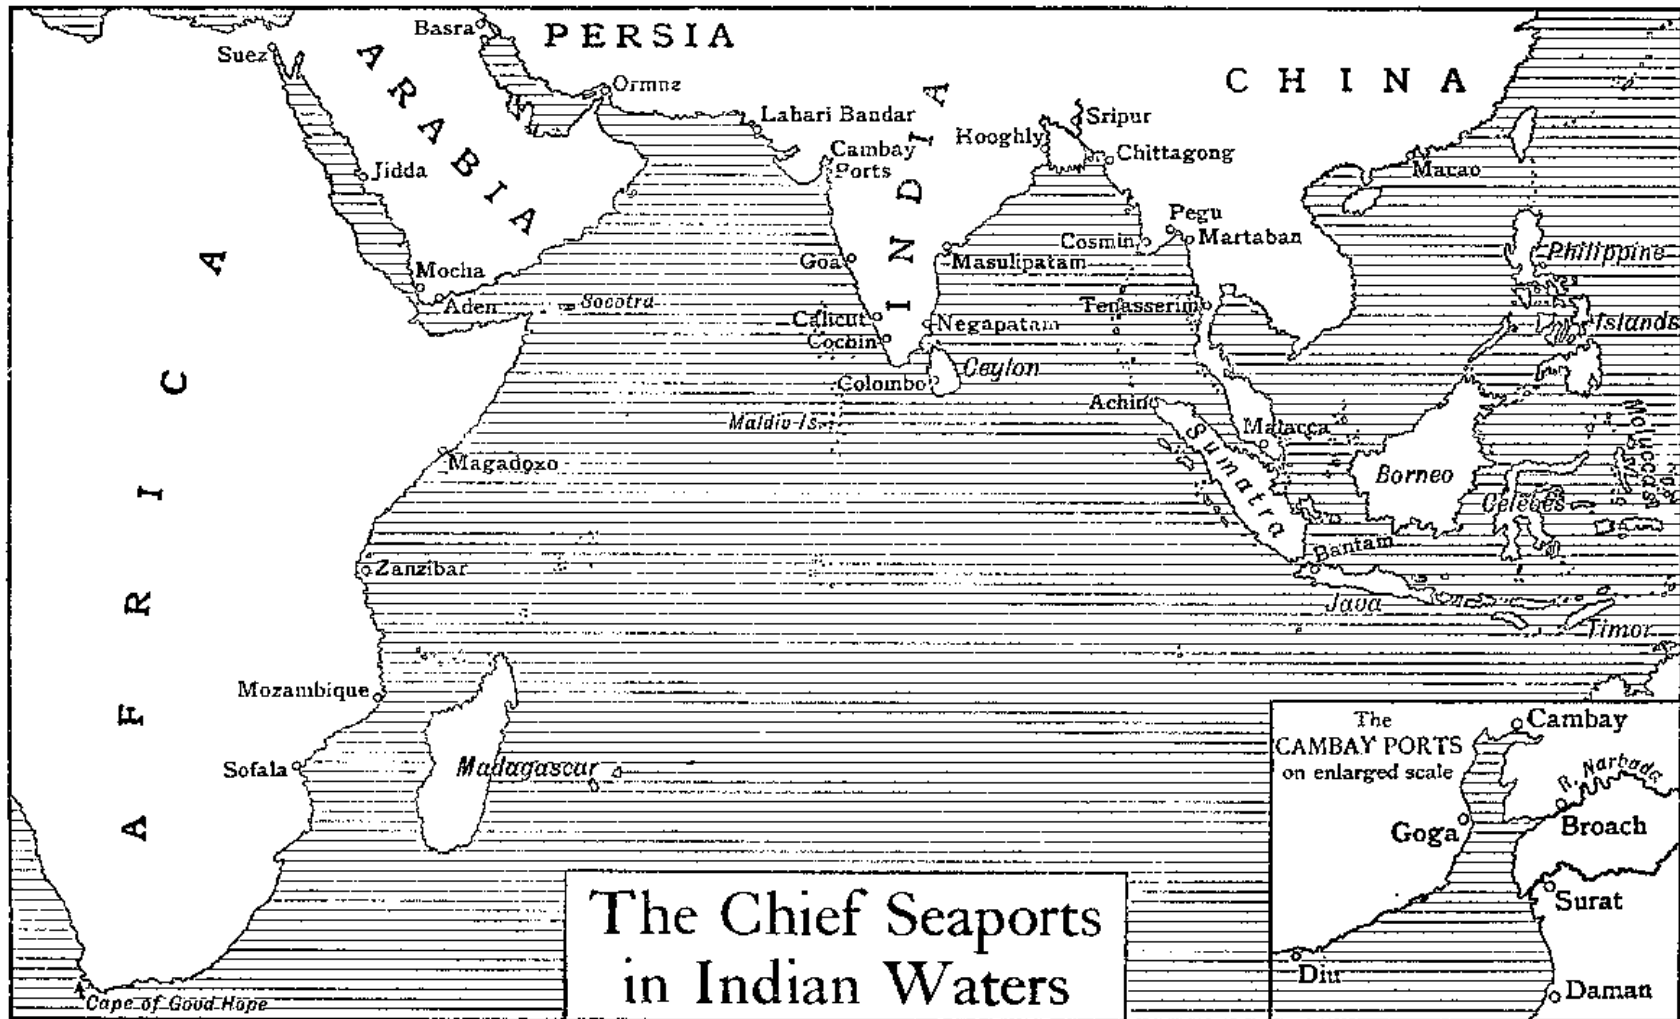 Basra
PERSIA
Suez
ARABIA
Ormuz
INDIA
CHINA
Lahari Bandar
Hooghly
Sripur
Cambay
Ports
Chittagong
Macao
Jidda
Pegu
Cosmin
Martaban
AFRICA
Goa
Masulipatam
Philippine
Islands
Mocha
Aden
Socotra
Tenasserim
Calicut
Negapatam
Cochin
Ceylon
Colombo
Achin
Maldiv Is.
Malacca
Moluccas
Magadoxo
Sumatra
Borneo
Celebes
Bantam
Zanzibar
Java
Timor
Mozambique
Sofala
Madagascar
The
CAMBAY PORTS
on enlarged scale
Cambay
R. Narbada
Goga
Broach
Surat
Diu
Daman
The Chief Seaports
in Indian Waters
Cape of Good Hope